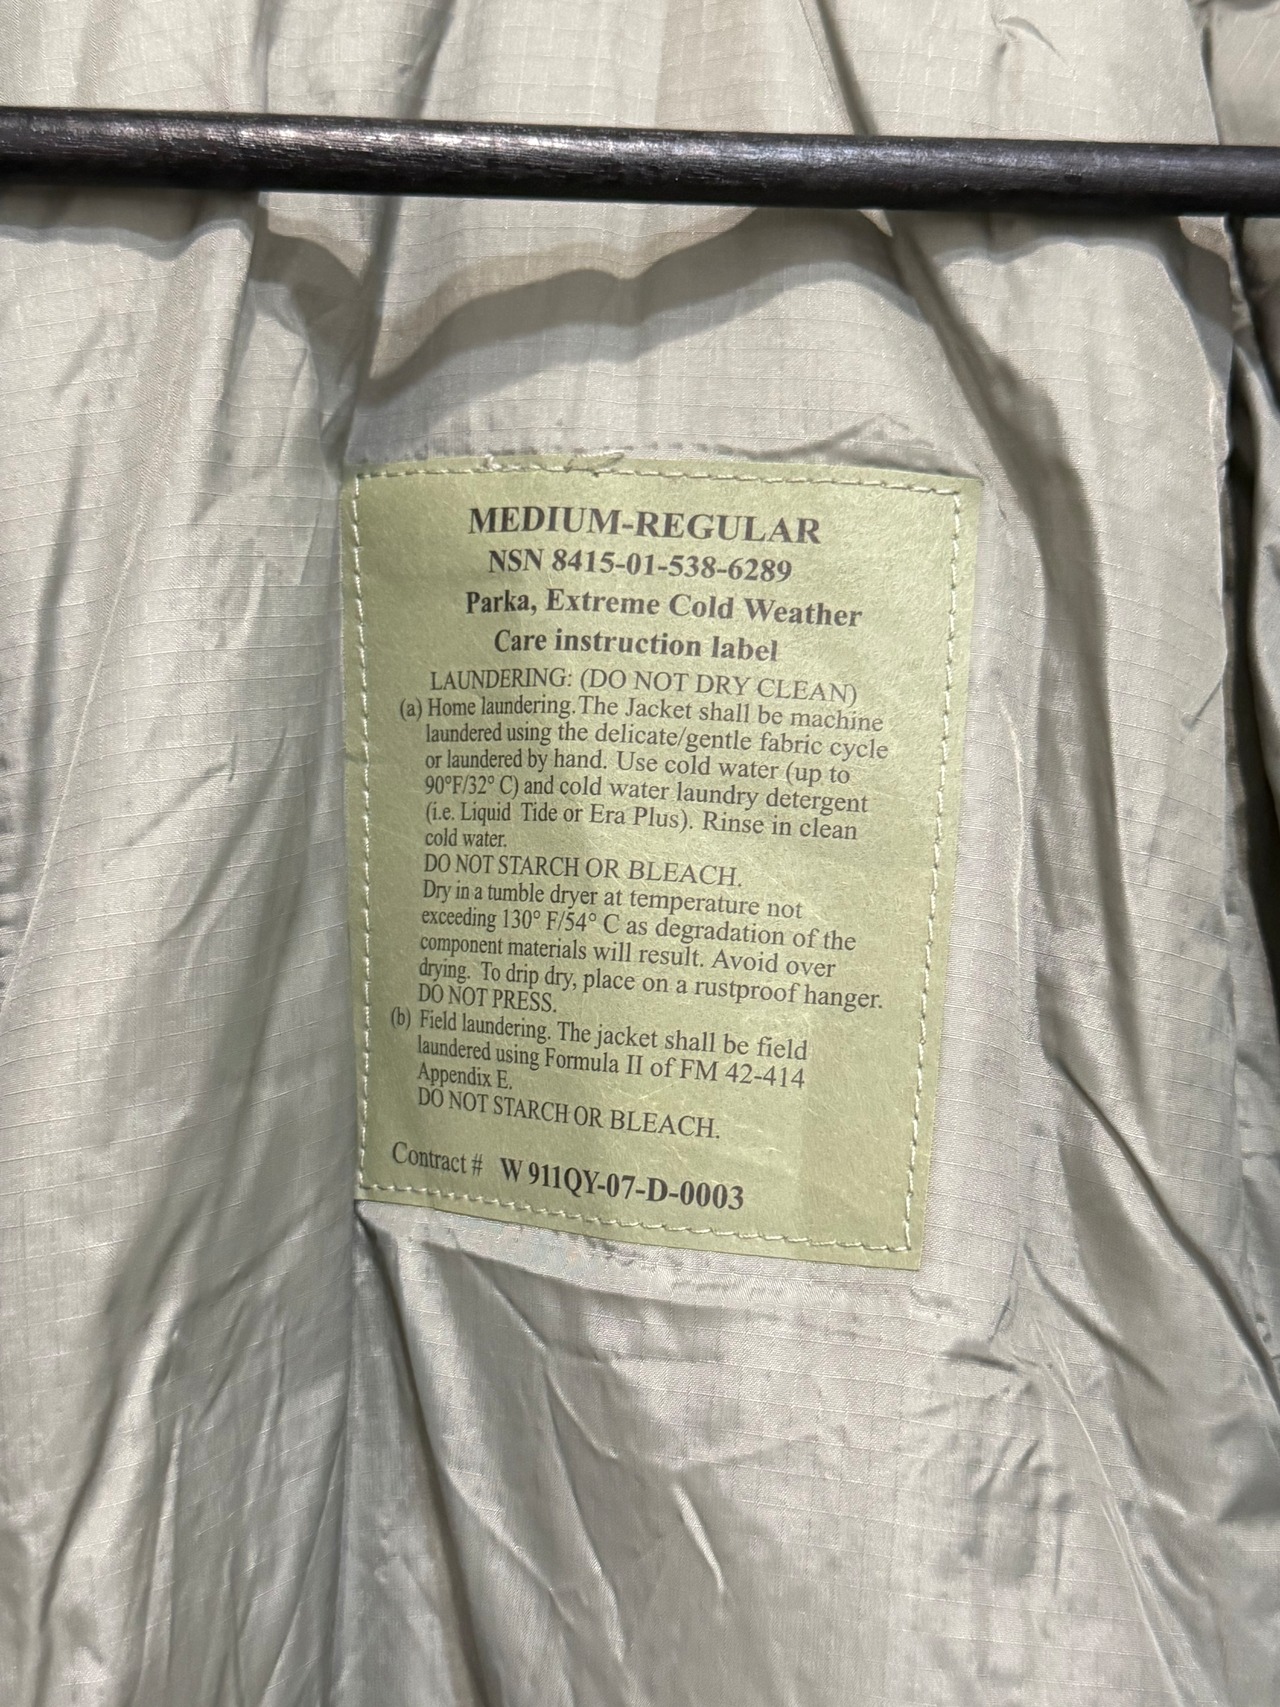 MEDIUM-REGULAR
NSN 8415-01-538-6289
Parka, Extreme Cold Weather
Care instruction label
LAUNDERING: (DO NOT DRY CLEAN)
(a) Home laundering. The Jacket shall be machine
laundered using the delicate/gentle fabric cycle
or laundered by hand. Use cold water (up to
90°F/32° C) and cold water laundry detergent
(i.e. Liquid Tide or Era Plus). Rinse in clean
cold water.
DO NOT STARCH OR BLEACH.
Dry in a tumble dryer at temperature not
exceeding 130° F/54° C as degradation of the
component materials will result. Avoid over
drying. To drip dry, place on a rustproof hanger.
DO NOT PRESS.
(b) Field laundering. The jacket shall be field
laundered using Formula II of FM 42-414
Appendix E.
DO NOT STARCH OR BLEACH.
Contract # W 911QY-07-D-0003